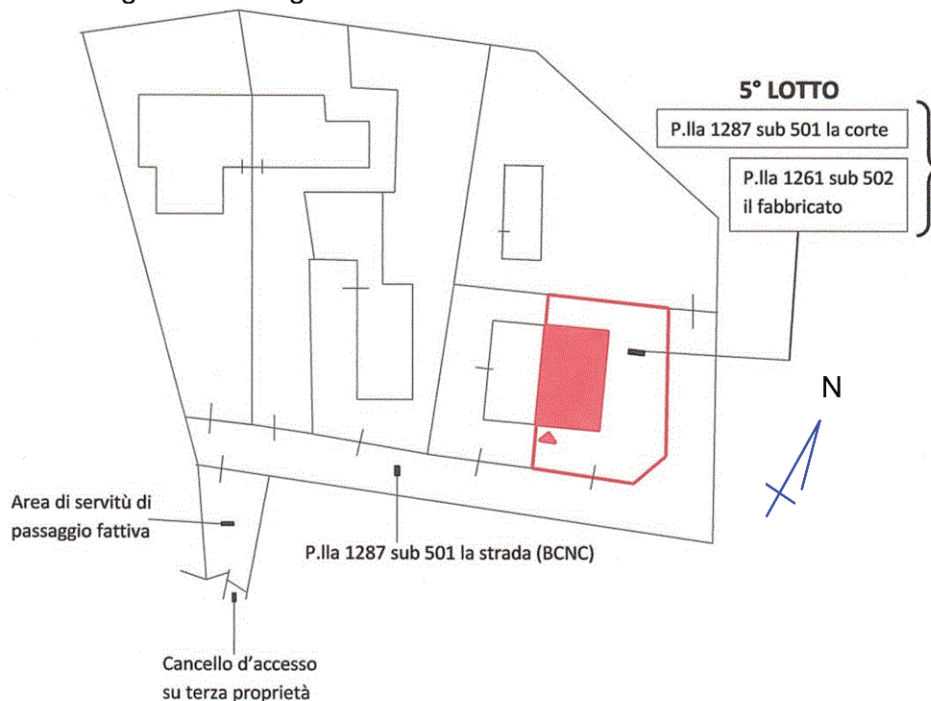 5° LOTTO
P.lla 1287 sub 501 la corte
P.lla 1261 sub 502
il fabbricato
N
Area di servitù di
passaggio fattiva
P.lla 1287 sub 501 la strada (BCNC)
Cancello d'accesso
su terza proprietà